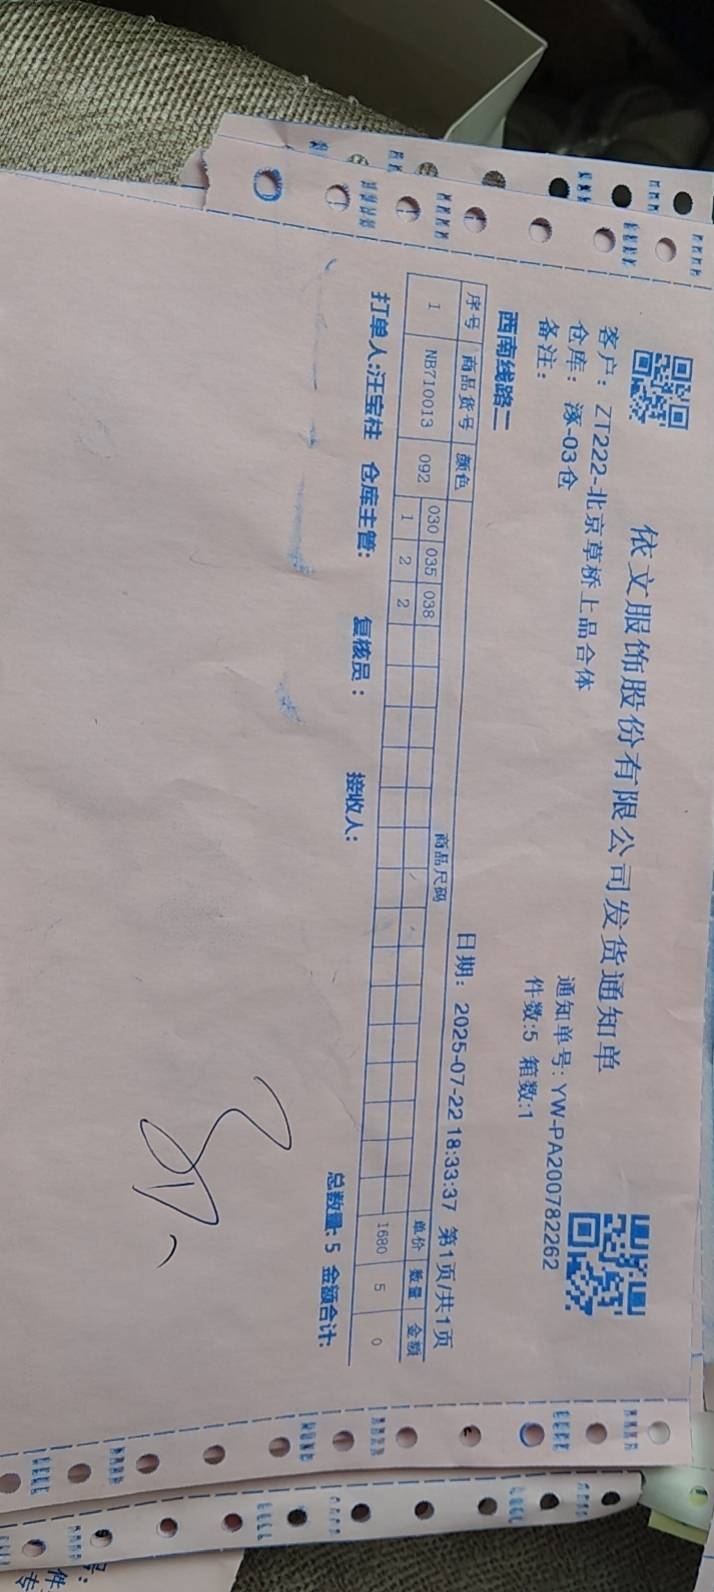 依文服饰股份有限公司发货通知单
客户：ZT222-北京草桥上品合体
通知单号:YW-PA200782262
仓库：涿-03仓
件数:5 箱数:1
备注：
西南线路二
日期：2025-07-22 18:33:37 第1页/共1页
序号 商品货号 颜色 商品尺码 单价 数量 金额
030 035 038
1 NB710013 092 1 2 2 1680 5 0
总数量:5 金额合计:
打单人:汪宝柱 仓库主管: 复核员： 接收人: